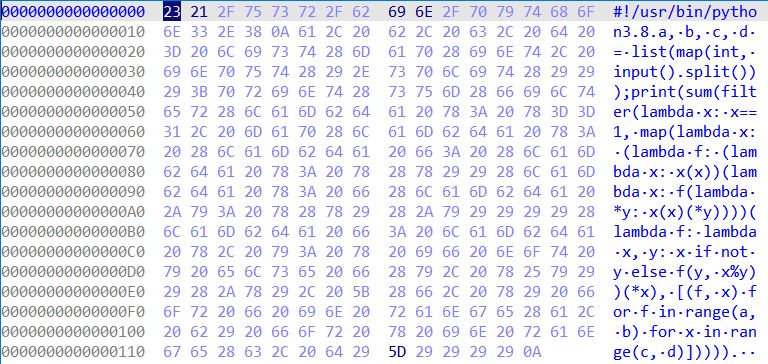 0000000000000000 23 21 2F 75 73 72 2F 62 69 6E 2F 70 79 74 68 6F #!/usr/bin/pytho
0000000000000010 6E 33 2E 38 0A 61 2C 20 62 2C 20 63 2C 20 64 20 n3.8.a,·b,·c,·d·
0000000000000020 3D 20 6C 69 73 74 28 6D 61 70 28 69 6E 74 2C 20 =·list(map(int,·
0000000000000030 69 6E 70 75 74 28 29 2E 73 70 6C 69 74 28 29 29 input().split())
0000000000000040 29 3B 70 72 69 6E 74 28 73 75 6D 28 66 69 6C 74 );print(sum(filt
0000000000000050 65 72 28 6C 61 6D 62 64 61 20 78 3A 20 78 3D 3D er(lambda·x:·x==
0000000000000060 31 2C 20 6D 61 70 28 6C 61 6D 62 64 61 20 78 3A 1,·map(lambda·x:
0000000000000070 20 28 6C 61 6D 62 64 61 20 66 3A 20 28 6C 61 6D ·(lambda·f:·(lam
0000000000000080 62 64 61 20 78 3A 20 78 28 78 29 29 28 6C 61 6D bda·x:·x(x))(lam
0000000000000090 62 64 61 20 78 3A 20 66 28 6C 61 6D 62 64 61 20 bda·x:·f(lambda·
00000000000000A0 2A 79 3A 20 78 28 78 29 28 2A 79 29 29 29 29 28 *y:·x(x)(*y))))(
00000000000000B0 6C 61 6D 62 64 61 20 66 3A 20 6C 61 6D 62 64 61 lambda·f:·lambda
00000000000000C0 20 78 2C 20 79 3A 20 78 20 69 66 20 6E 6F 74 20 ·x,·y:·x·if·not·
00000000000000D0 79 20 65 6C 73 65 20 66 28 79 2C 20 78 25 79 29 y·else·f(y,·x%y)
00000000000000E0 29 28 2A 78 29 2C 20 5B 28 66 2C 20 78 29 20 66 )(*x),·[(f,·x)·f
00000000000000F0 6F 72 20 66 20 69 6E 20 72 61 6E 67 65 28 61 2C or·f·in·range(a,
0000000000000100 20 62 29 20 66 6F 72 20 78 20 69 6E 20 72 61 6E ·b)·for·x·in·ran
0000000000000110 67 65 28 63 2C 20 64 29 5D 29 29 29 29 0A ge(c,·d)])))).··